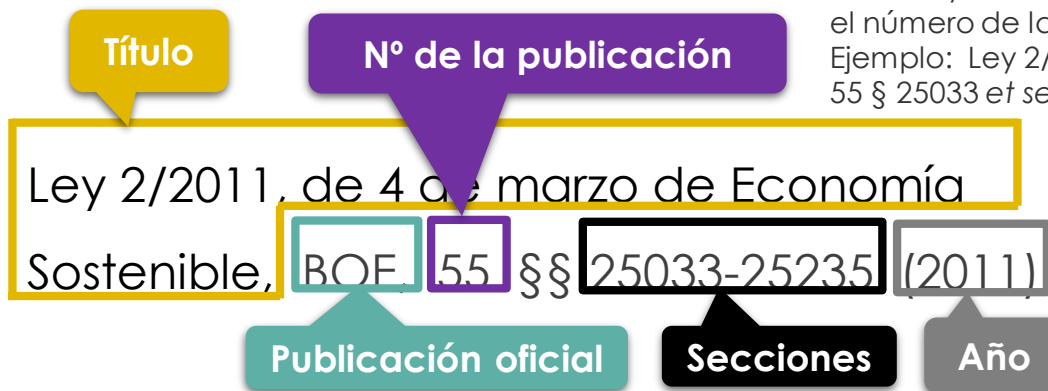 el número de la
Ejemplo: Ley 2/
55 § 25033 et se
Título
Nº de la publicación
Ley 2/2011, de 4 de marzo de Economía
Sostenible, BOE, 55 §§ 25033-25235 (2011)
Publicación oficial
Secciones
Año